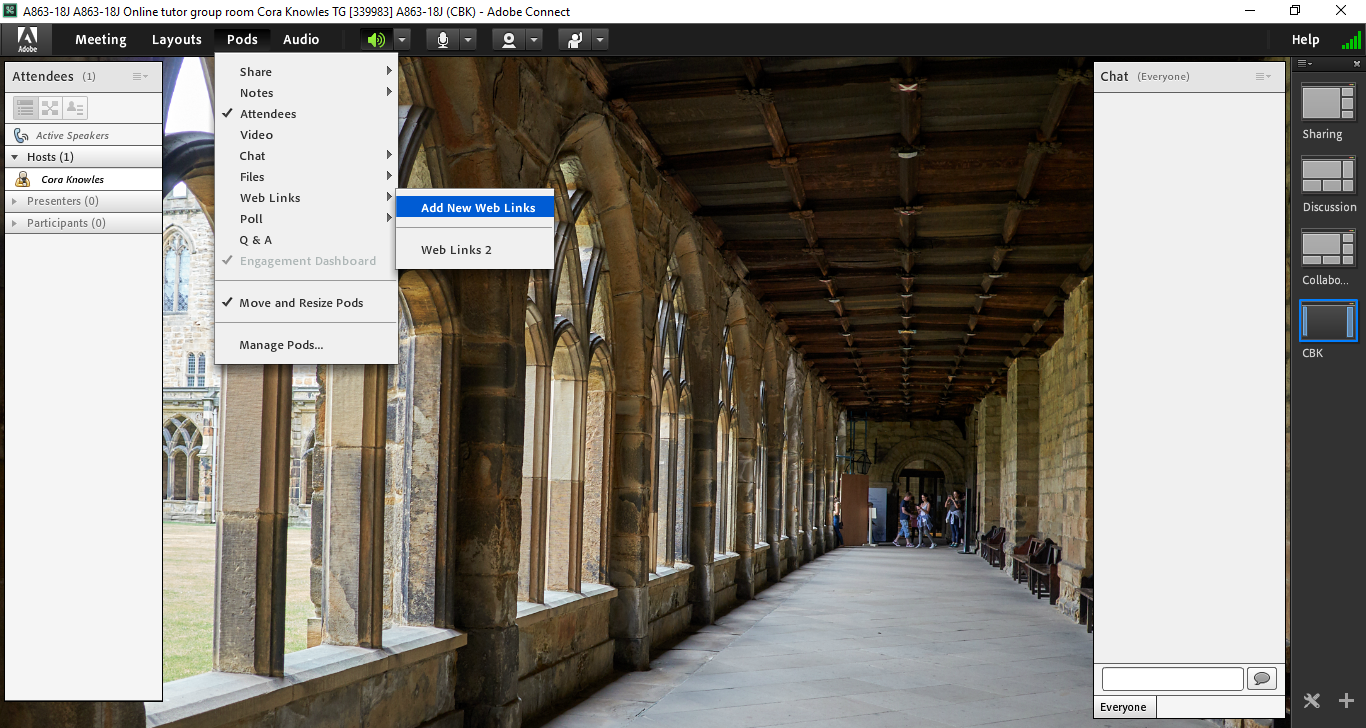 A863-18J A863-18J Online tutor group room Cora Knowles TG [339983] A863-18J (CBK) - Adobe Connect
Adobe
Meeting
Layouts
Pods
Audio
Help
Attendees (1)
Active Speakers
Hosts (1)
Cora Knowles
Presenters (0)
Participants (0)
Share
Notes
Attendees
Video
Chat
Files
Web Links
Poll
Q & A
Engagement Dashboard
Move and Resize Pods
Manage Pods...
Add New Web Links
Web Links 2
Chat (Everyone)
Everyone
Sharing
Discussion
Collabo...
CBK